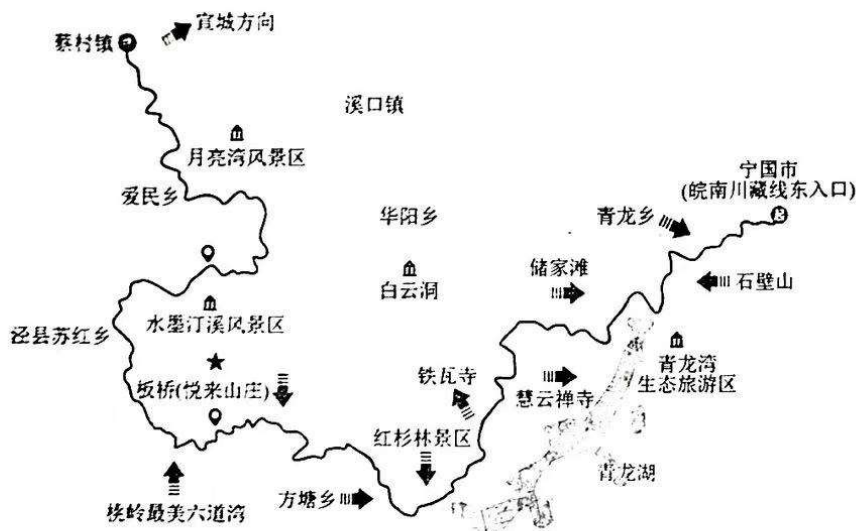 宣城方向
蔡村镇
溪口镇
月亮湾风景区
宁国市
(皖南川藏线东入口)
爱民乡
华阳乡
青龙乡
储家滩
白云洞
石壁山
水墨汀溪风景区
泾县苏红乡
青龙湾
生态旅游区
铁瓦寺
板桥(悦来山庄)
慧云禅寺
红杉林景区
青龙湖
方塘乡
桃岭最美六道湾